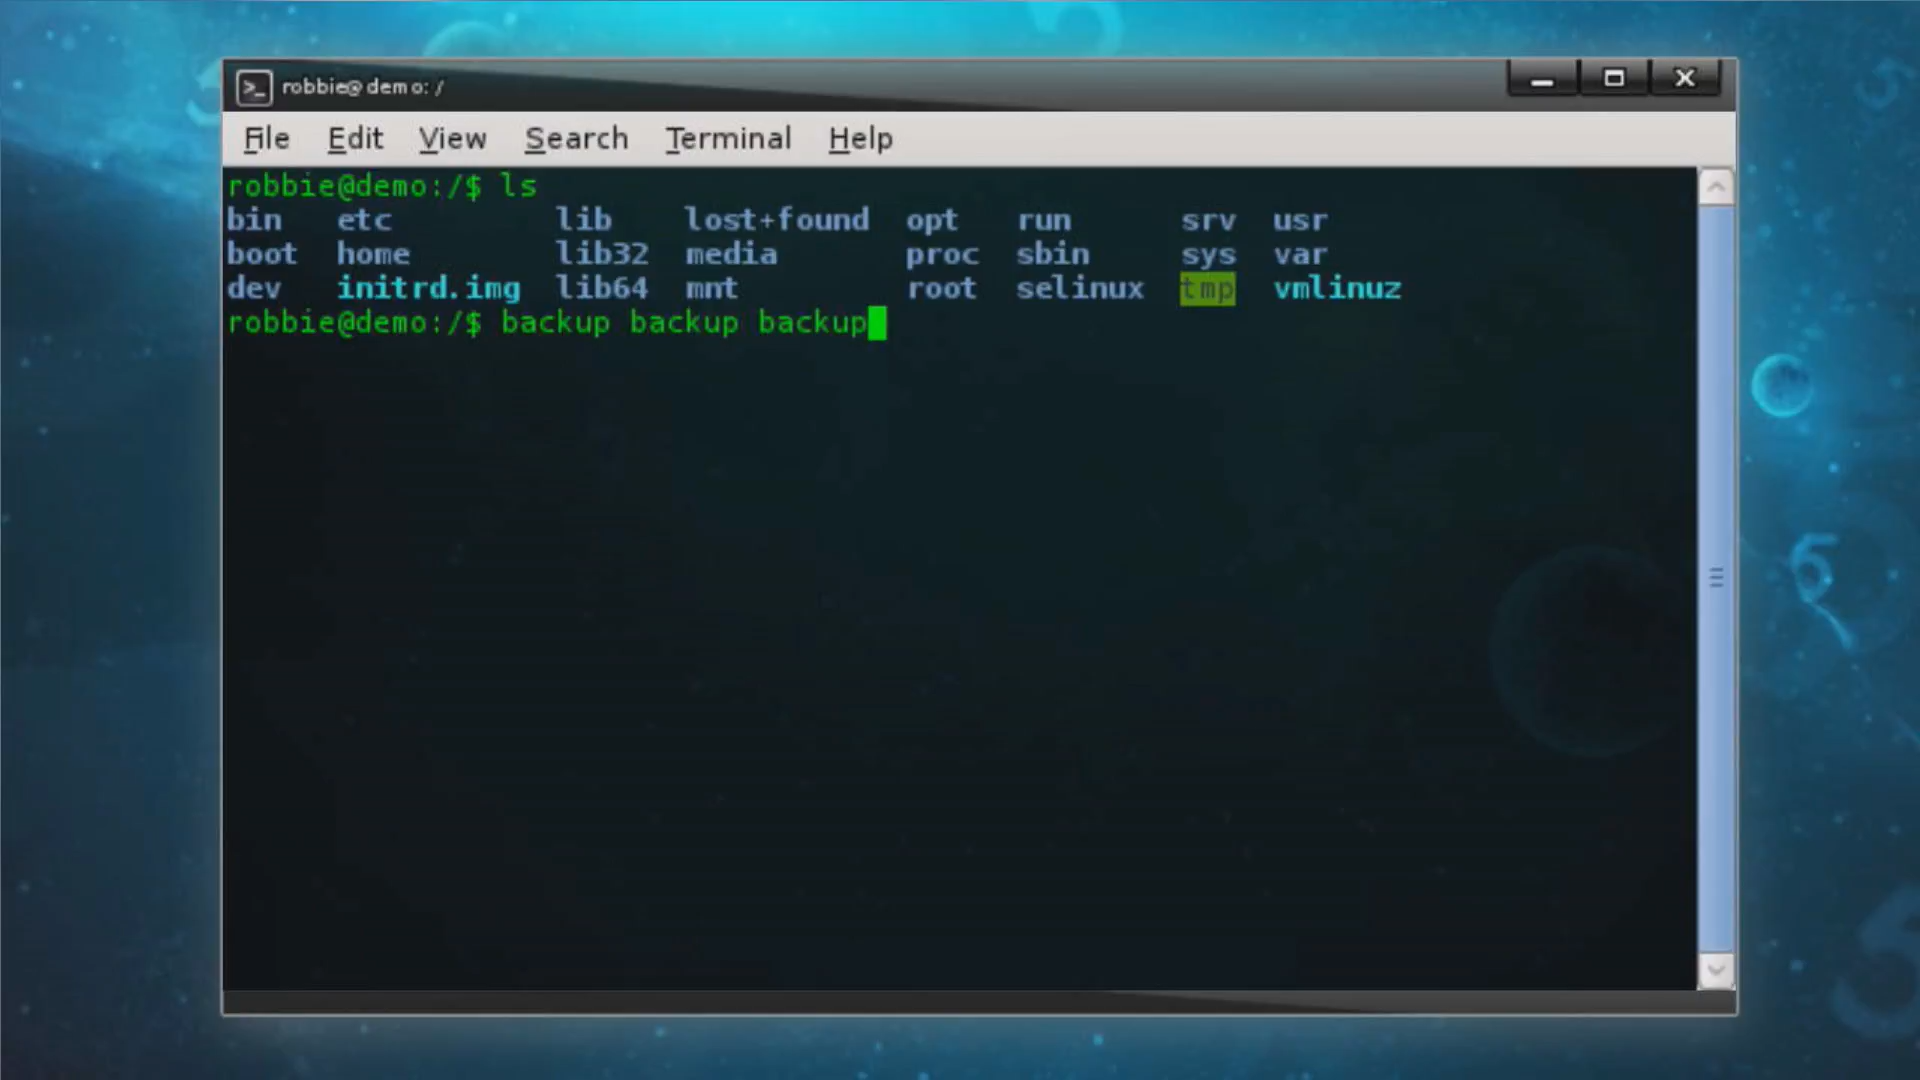 robbie@demo: /
File Edit View Search Terminal Help
robbie@demo:/$ ls
bin etc lib lost+found opt run srv usr
boot home lib32 media proc sbin sys var
dev initrd.img lib64 mnt root selinux tmp vmlinuz
robbie@demo:/$ backup backup backup